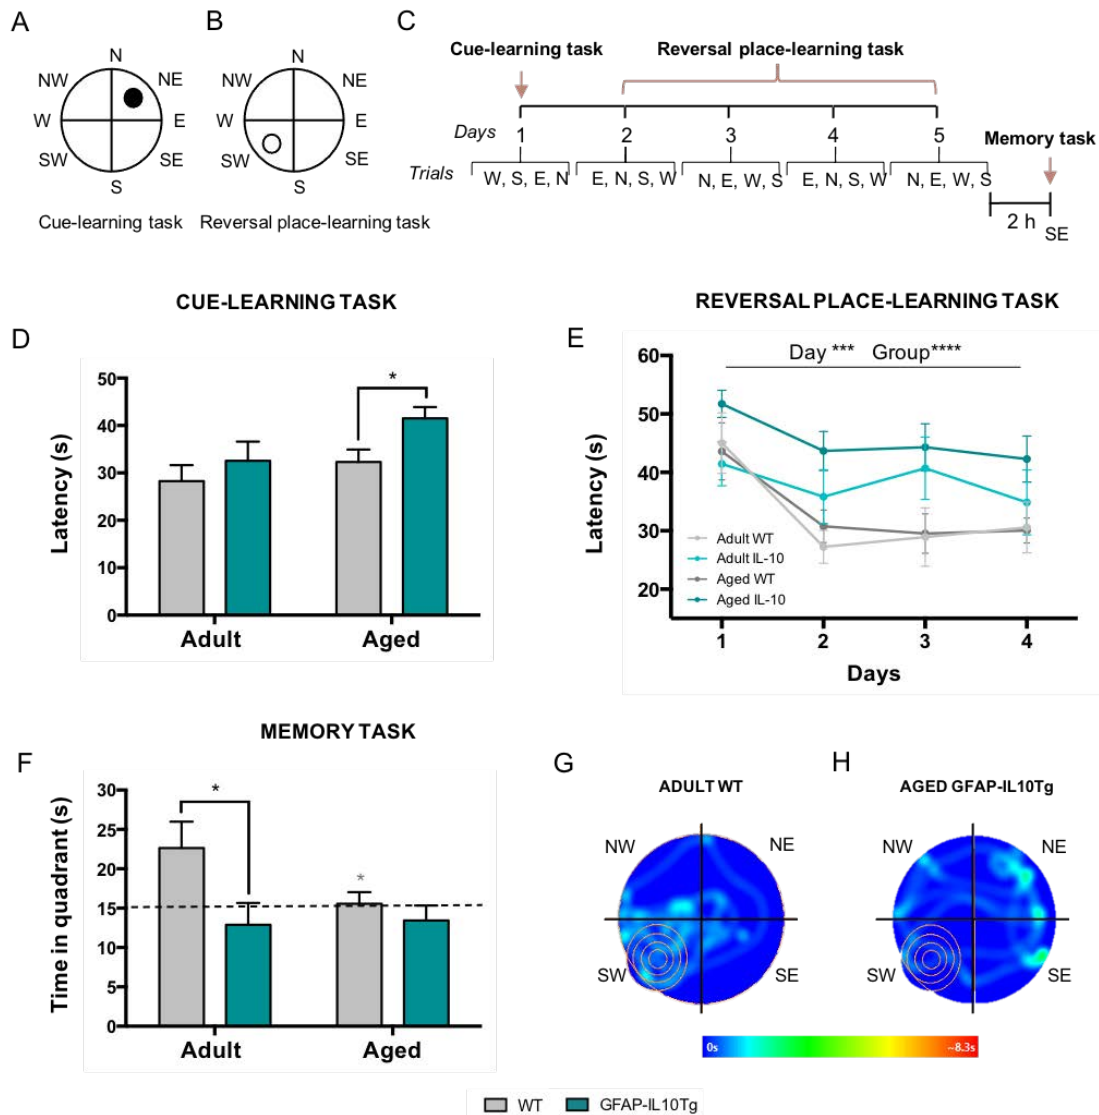 A
N
NW
NE
W
E
SW
SE
S
Cue-learning task
B
N
NW
NE
W
E
SW
SE
S
Reversal place-learning task
C
Cue-learning task
Reversal place-learning task
Days
1
2
3
4
5
Memory task
Trials
W, S, E, N
E, N, S, W
N, E, W, S
E, N, S, W
N, E, W, S
2 h
SE
CUE-LEARNING TASK
D
Latency (s)
50
40
30
20
10
0
*
Adult
Aged
REVERSAL PLACE-LEARNING TASK
E
Day *** Group****
Latency (s)
60
50
40
30
20
Adult WT
Adult IL-10
Aged WT
Aged IL-10
1
2
3
4
Days
MEMORY TASK
F
Time in quadrant (s)
30
25
20
15
10
5
0
*
*
Adult
Aged
G
ADULT WT
NW
NE
SW
SE
H
AGED GFAP-IL10Tg
NW
NE
SW
SE
0s
~8.3s
WT
GFAP-IL10Tg